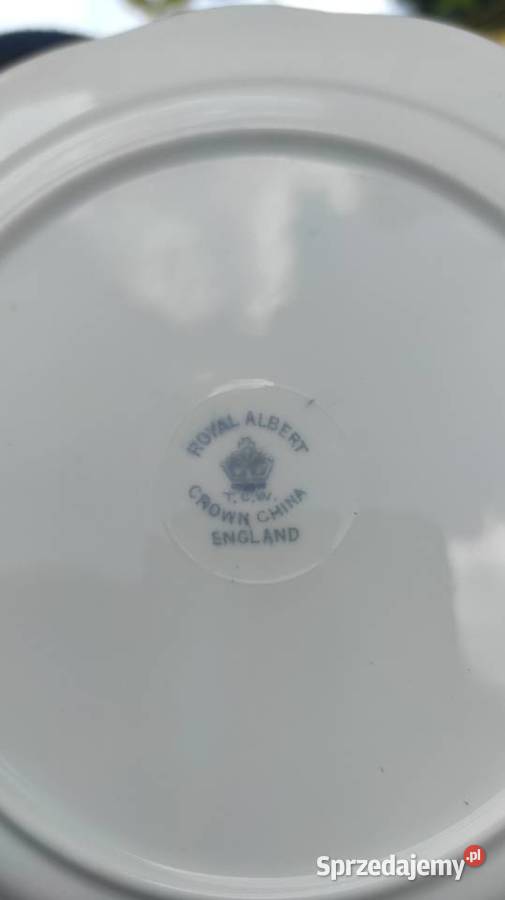 ROYAL ALBERT
T.C.W.
CROWN CHINA
ENGLAND
Sprzedajemy.pl